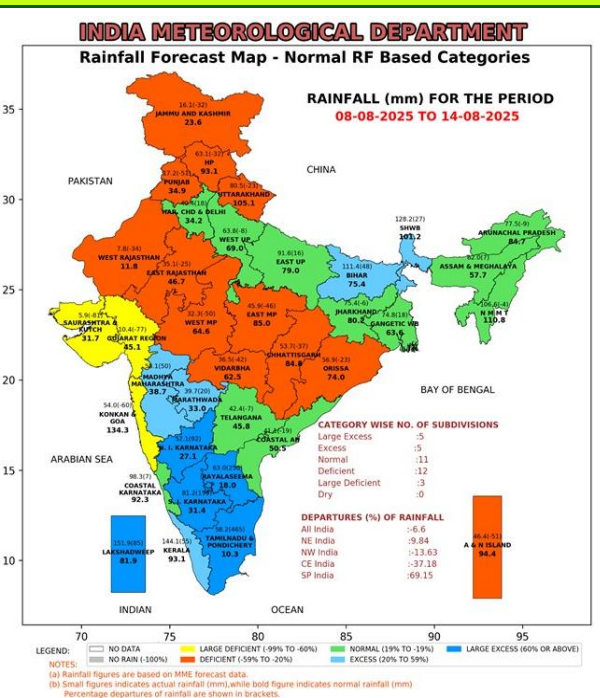 INDIA METEOROLOGICAL DEPARTMENT
Rainfall Forecast Map - Normal RF Based Categories
RAINFALL (mm) FOR THE PERIOD
08-08-2025 TO 14-08-2025
35
30
25
20
15
10
PAKISTAN
CHINA
16.1(-32)
JAMMU AND KASHMIR
23.6
63.1(-32)
HP
93.1
17.2(-51)
PUNJAB
34.9
80.5(-23)
UTTARAKHAND
105.1
HAR. CHD & DELHI
34.2
63.8(-8)
WEST UP
69.0
128.2(27)
SHWB
101.2
77.5(-9)
ARUNACHAL PRADESH
84.7
7.8(-34)
WEST RAJASTHAN
11.8
35.1(-25)
EAST RAJASTHAN
46.7
91.6(16)
EAST UP
79.0
111.4(48)
BIHAR
75.4
ASSAM & MEGHALAYA
57.7
5.9(-81)
SAURASHTRA &
KUTCH
31.7
10.4(-77)
GUJARAT REGION
45.1
32.3(-50)
WEST MP
64.6
45.9(-46)
EAST MP
85.0
75.4(-6)
JHARKHAND
80.2
74.8(18)
GANGETIC WB
63.6
106.6(-4)
N M M T
110.8
53.7(-37)
CHHATTISGARH
84.8
56.9(-23)
ORISSA
74.0
36.5(-42)
VIDARBHA
62.5
MADHYA
MAHARASHTRA
38.7
39.7(20)
MARATHWADA
33.0
54.0(-60)
KONKAN &
GOA
134.3
42.4(-7)
TELANGANA
45.8
COASTAL AP
50.5
BAY OF BENGAL
ARABIAN SEA
52.1(92)
N. I. KARNATAKA
27.1
RAYALASEEMA
18.0
98.3(7)
COASTAL
KARNATAKA
92.3
S. I. KARNATAKA
31.4
58.2(465)
TAMILNADU &
PONDICHERY
10.3
144.1(55)
KERALA
93.1
151.9(85)
LAKSHADWEEP
81.9
46.4(-51)
A & N ISLAND
94.4
CATEGORY WISE NO. OF SUBDIVISIONS
Large Excess :5
Excess :5
Normal :11
Deficient :12
Large Deficient :3
Dry :0
DEPARTURES (%) OF RAINFALL
All India :-6.6
NE India :9.84
NW India :-13.63
CE India :-37.18
SP India :69.15
INDIAN OCEAN
70 75 80 85 90 95
LEGEND: NO DATA LARGE DEFICIENT (-99% TO -60%) NORMAL (19% TO -19%) LARGE EXCESS (60% OR ABOVE)
NO RAIN (-100%) DEFICIENT (-59% TO -20%) EXCESS (20% TO 59%)
NOTES:
(a) Rainfall figures are based on MME forecast data.
(b) Small figures indicates actual rainfall (mm),while bold figure indicates normal rainfall (mm)
Percentage departures of rainfall are shown in brackets.